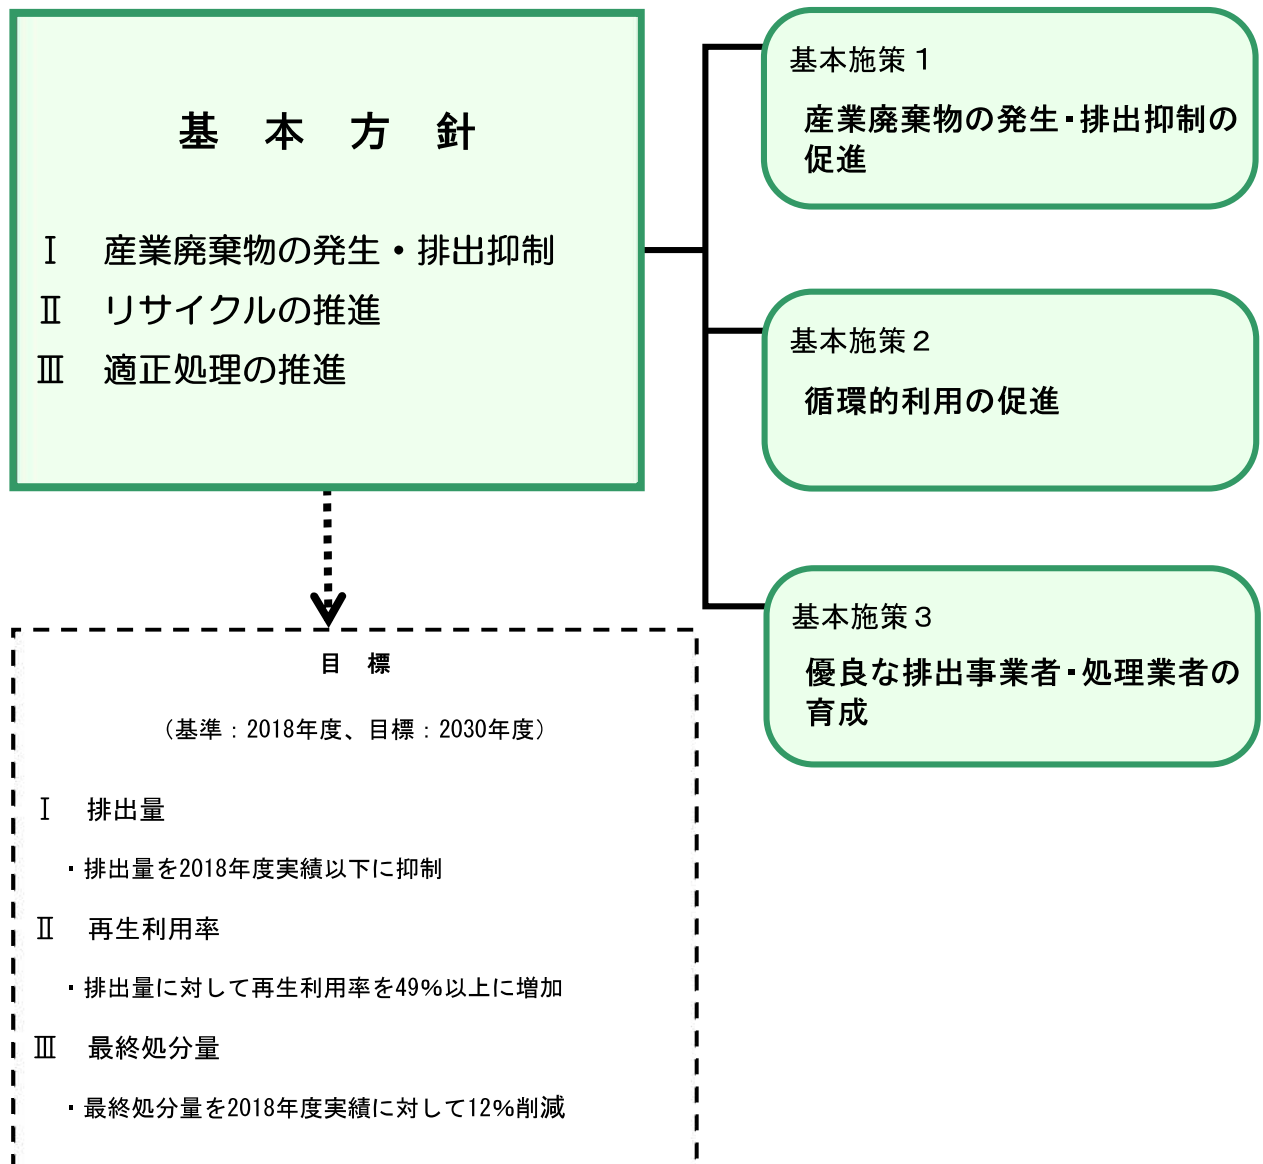 基　本　方　針
Ⅰ　産業廃棄物の発生・排出抑制
Ⅱ　リサイクルの推進
Ⅲ　適正処理の推進
基本施策１
産業廃棄物の発生・排出抑制の
促進
基本施策２
循環的利用の促進
基本施策３
優良な排出事業者・処理業者の
育成
目　標
（基準：2018年度、目標：2030年度）
Ⅰ　排出量
・排出量を2018年度実績以下に抑制
Ⅱ　再生利用率
・排出量に対して再生利用率を49％以上に増加
Ⅲ　最終処分量
・最終処分量を2018年度実績に対して12％削減